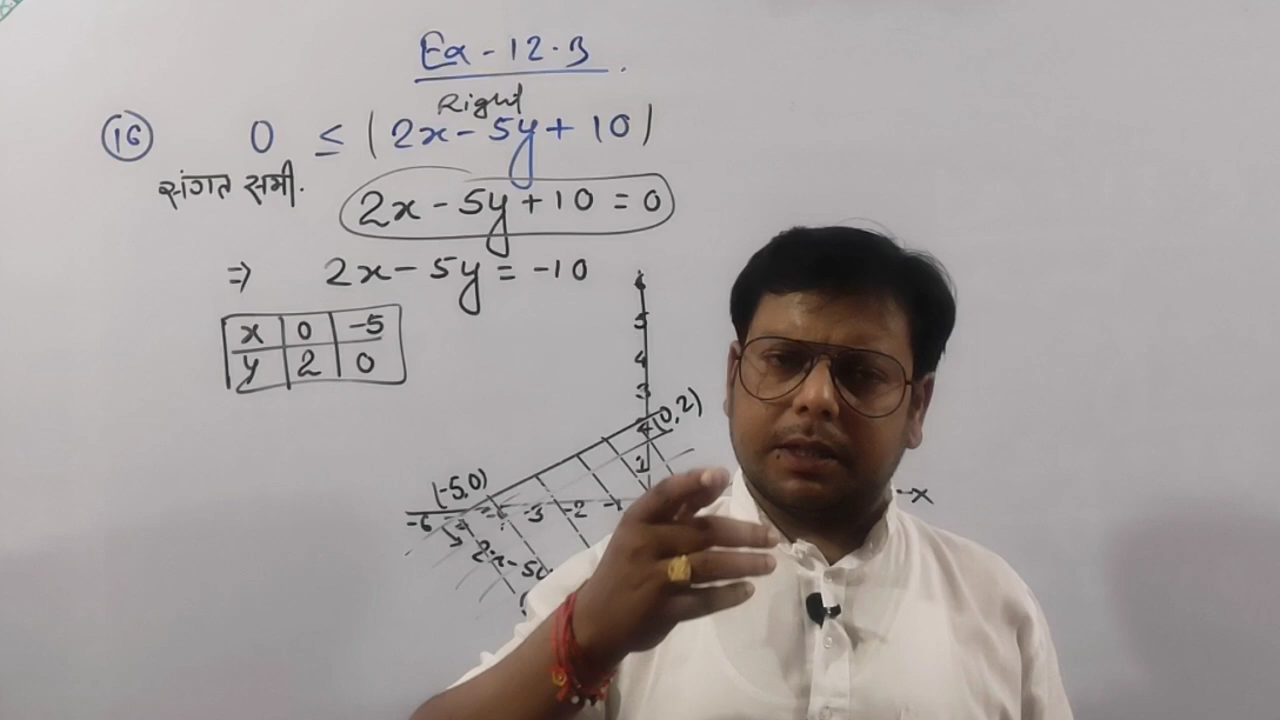 Ex - 12.B
Right
(16) 0 ≤ (2x - 5y + 10)
संगत समी.
2x - 5y + 10 = 0
⇒ 2x - 5y = -10
x 0 -5
y 2 0
6
5
4
3
(0,2)
1
(-5,0)
-6 -3 -2 x